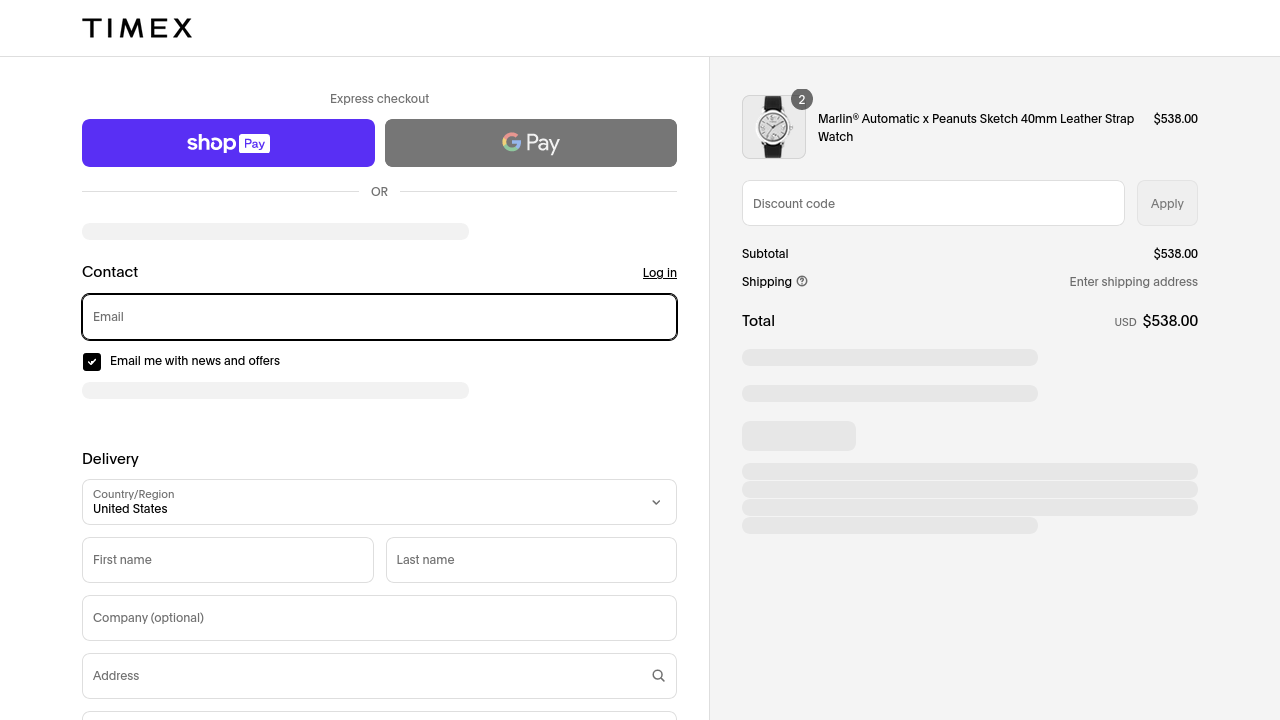 TIMEX
Express checkout
shop Pay
G Pay
OR
Contact
Log in
Email
Email me with news and offers
Delivery
Country/Region
United States
First name
Last name
Company (optional)
Address
2
Marlin® Automatic x Peanuts Sketch 40mm Leather Strap
Watch
$538.00
Discount code
Apply
Subtotal
$538.00
Shipping
Enter shipping address
Total
USD $538.00